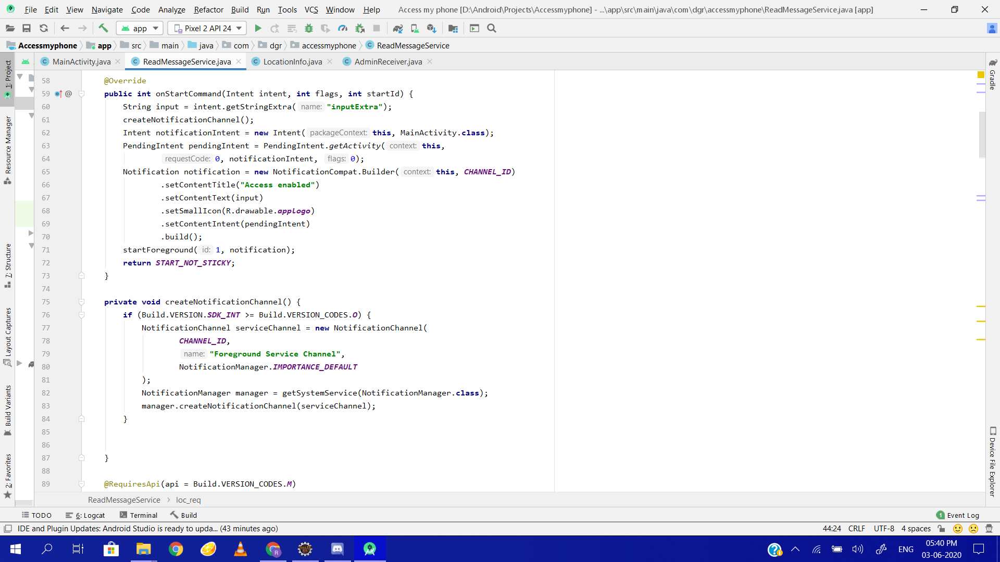 File Edit View Navigate Code Analyze Refactor Build Run Tools VCS Window Help Access my phone [D:\Android\Projects\Accessmyphone] - ...\app\src\main\java\com\dgr\accessmyphone\ReadMessageService.java [app]
app Pixel 2 API 24
Accessmyphone app src main java com dgr accessmyphone ReadMessageService
MainActivity.java ReadMessageService.java LocationInfo.java AdminReceiver.java
1: Project
Resource Manager
7: Structure
Layout Captures
Build Variants
2: Favorites
58 @Override
59 @ public int onStartCommand(Intent intent, int flags, int startId) {
60 String input = intent.getStringExtra( name: "inputExtra");
61 createNotificationChannel();
62 Intent notificationIntent = new Intent( packageContext: this, MainActivity.class);
63 PendingIntent pendingIntent = PendingIntent.getActivity( context: this,
64 requestCode: 0, notificationIntent, flags: 0);
65 Notification notification = new NotificationCompat.Builder( context: this, CHANNEL_ID)
66 .setContentTitle("Access enabled")
67 .setContentText(input)
68 .setSmallIcon(R.drawable.applogo)
69 .setContentIntent(pendingIntent)
70 .build();
71 startForeground( id: 1, notification);
72 return START_NOT_STICKY;
73 }
74
75 private void createNotificationChannel() {
76 if (Build.VERSION.SDK_INT >= Build.VERSION_CODES.O) {
77 NotificationChannel serviceChannel = new NotificationChannel(
78 CHANNEL_ID,
79 name: "Foreground Service Channel",
80 NotificationManager.IMPORTANCE_DEFAULT
81 );
82 NotificationManager manager = getSystemService(NotificationManager.class);
83 manager.createNotificationChannel(serviceChannel);
84 }
85
86
87 }
88
89 @RequiresApi(api = Build.VERSION_CODES.M)
Gradle
Device File Explorer
ReadMessageService › loc_req
TODO 6: Logcat Terminal Build 1 Event Log
IDE and Plugin Updates: Android Studio is ready to upda... (43 minutes ago) 44:24 CRLF UTF-8 4 spaces
ENG 05:40 PM
03-06-2020